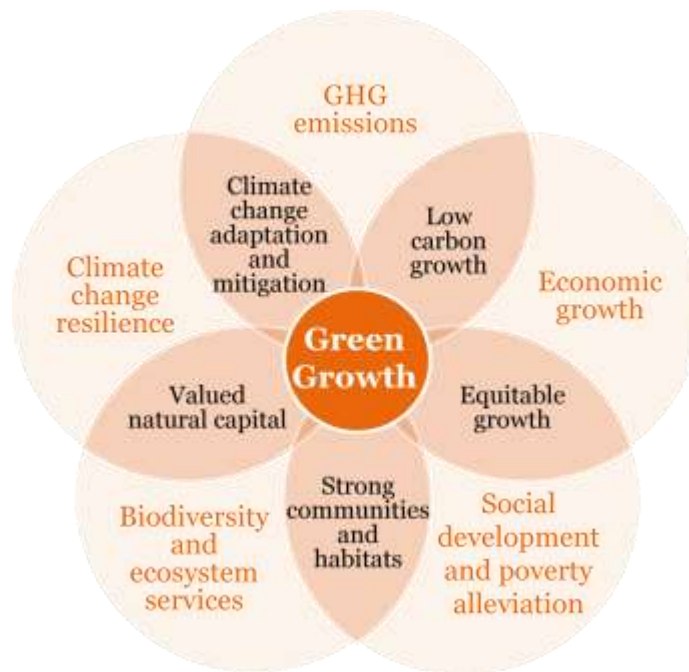 GHG
emissions
Climate
change
adaptation
and
mitigation
Low
carbon
growth
Climate
change
resilience
Economic
growth
Green
Growth
Valued
natural capital
Equitable
growth
Strong
communities
and
habitats
Biodiversity
and
ecosystem
services
Social
development
and poverty
alleviation